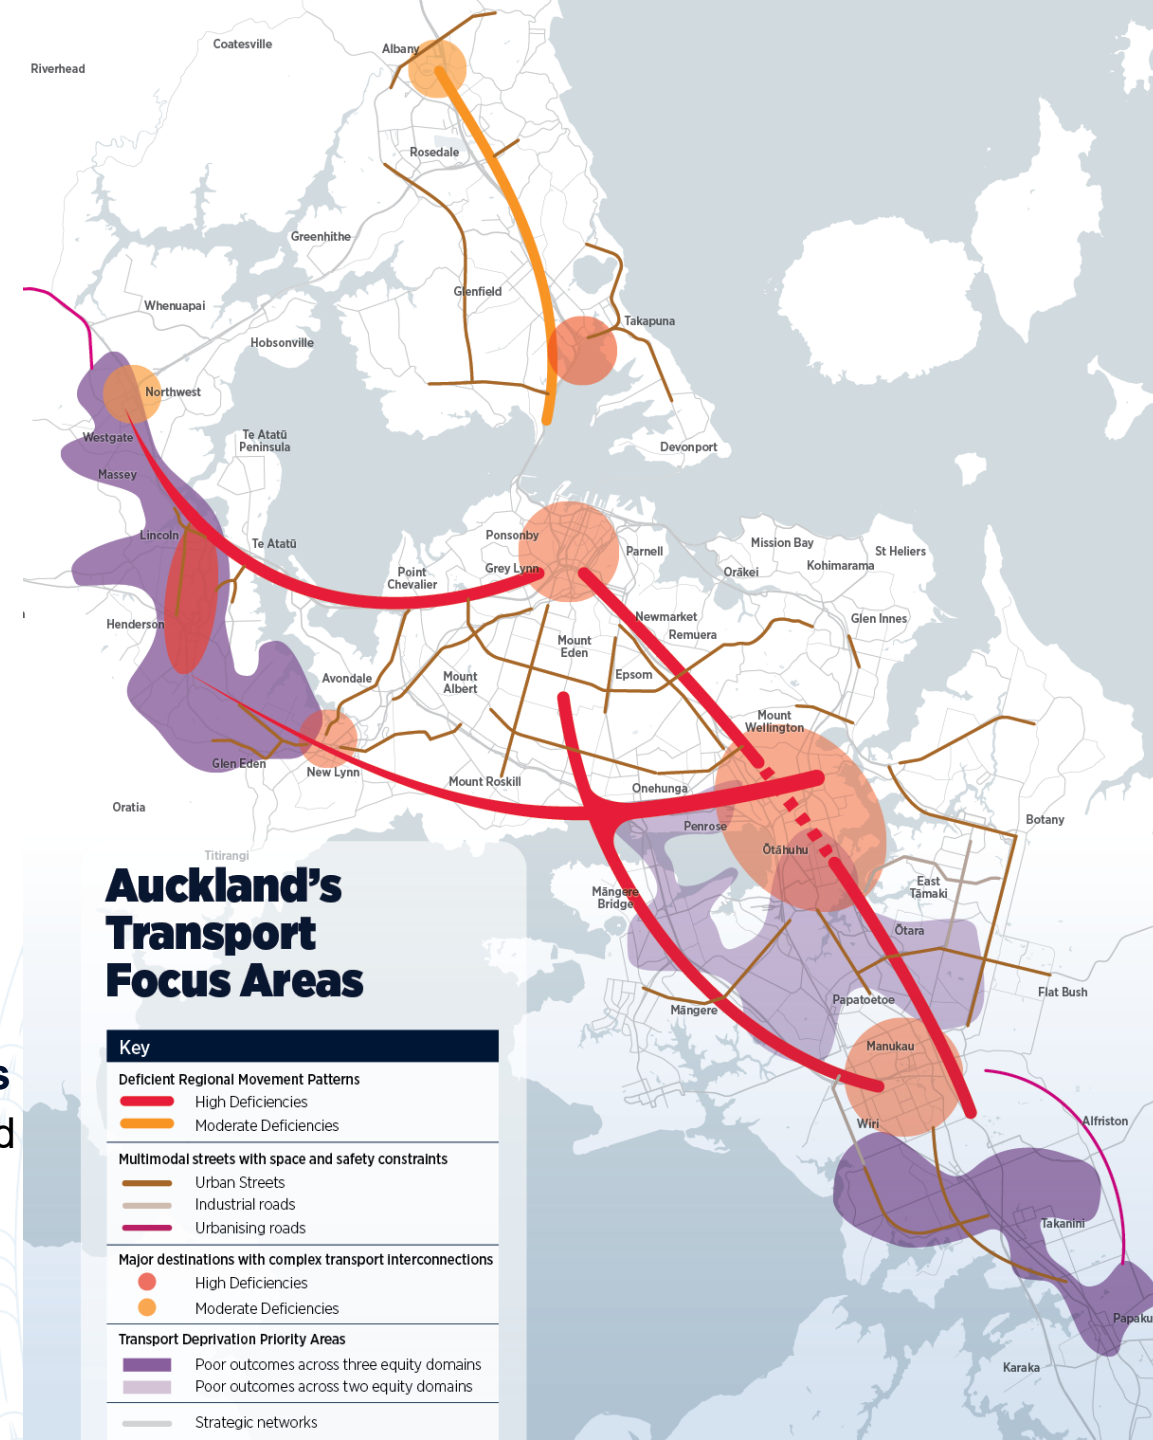 Coatesville
Albany
Riverhead
Rosedale
Greenhithe
Glenfield
Whenuapai
Takapuna
Hobsonville
Northwest
Westgate
Te Atatū
Peninsula
Devonport
Massey
Lincoln
Te Atatū
Ponsonby
Parnell
Mission Bay
St Heliers
Point
Chevalier
Grey Lynn
Orākei
Kohimarama
Henderson
Newmarket
Remuera
Glen Innes
Mount
Eden
Avondale
Mount
Albert
Epsom
Mount
Wellington
Glen Eden
New Lynn
Mount Roskill
Onehunga
Oratia
Penrose
Botany
Titirangi
Ōtāhuhu
Māngere
Bridge
East
Tāmaki
Ōtara
Papatoetoe
Flat Bush
Māngere
Manukau
Wiri
Alfriston
Takanini
Papaku
Karaka
s
d
Auckland's
Transport
Focus Areas
Key
Deficient Regional Movement Patterns
High Deficiencies
Moderate Deficiencies
Multimodal streets with space and safety constraints
Urban Streets
Industrial roads
Urbanising roads
Major destinations with complex transport interconnections
High Deficiencies
Moderate Deficiencies
Transport Deprivation Priority Areas
Poor outcomes across three equity domains
Poor outcomes across two equity domains
Strategic networks